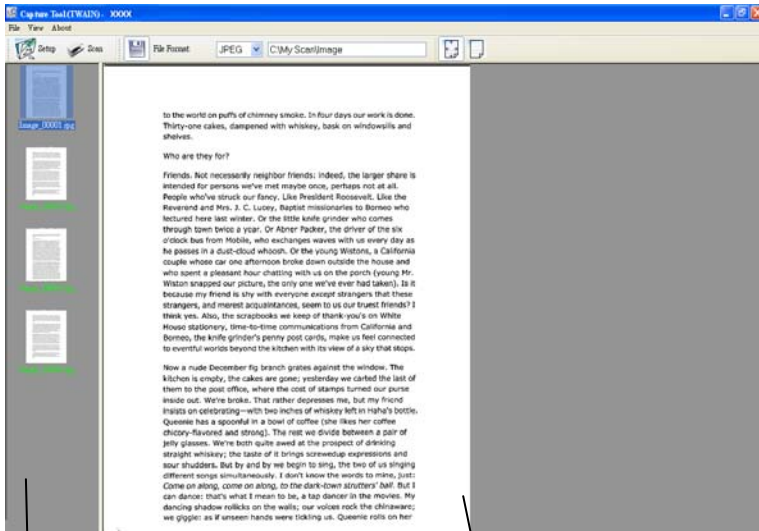 Capture Tool(TWAIN) - XXXX
File View About
Setup Scan File Format: JPEG C:\My Scan\Image
Image_00001.jpg
to the world on puffs of chimney smoke. In four days our work is done.
Thirty-one cakes, dampened with whiskey, bask on windowsills and
shelves.
Who are they for?
Friends. Not necessarily neighbor friends: indeed, the larger share is
intended for persons we've met maybe once, perhaps not at all.
People who've struck our fancy. Like President Roosevelt. Like the
Reverend and Mrs. J. C. Lucey, Baptist missionaries to Borneo who
lectured here last winter. Or the little knife grinder who comes
through town twice a year. Or Abner Packer, the driver of the six
o'clock bus from Mobile, who exchanges waves with us every day as
he passes in a dust-cloud whoosh. Or the young Wistons, a California
couple whose car one afternoon broke down outside the house and
who spent a pleasant hour chatting with us on the porch (young Mr.
Wiston snapped our picture, the only one we've ever had taken). Is it
because my friend is shy with everyone except strangers that these
strangers, and merest acquaintances, seem to us our truest friends? I
think yes. Also, the scrapbooks we keep of thank-you's on White
House stationery, time-to-time communications from California and
Borneo, the knife grinder's penny post cards, make us feel connected
to eventful worlds beyond the kitchen with its view of a sky that stops.
Now a nude December fig branch grates against the window. The
kitchen is empty, the cakes are gone; yesterday we carted the last of
them to the post office, where the cost of stamps turned our purse
inside out. We're broke. That rather depresses me, but my friend
insists on celebrating—with two inches of whiskey left in Haha's bottle.
Queenie has a spoonful in a bowl of coffee (she likes her coffee
chicory-flavored and strong). The rest we divide between a pair of
jelly glasses. We're both quite awed at the prospect of drinking
straight whiskey; the taste of it brings screwedup expressions and
sour shudders. But by and by we begin to sing, the two of us singing
different songs simultaneously. I don't know the words to mine, just:
Come on along, come on along, to the dark-town strutters' ball. But I
can dance: that's what I mean to be, a tap dancer in the movies. My
dancing shadow rollicks on the walls; our voices rock the chinaware;
we giggle: as if unseen hands were tickling us. Queenie rolls on her